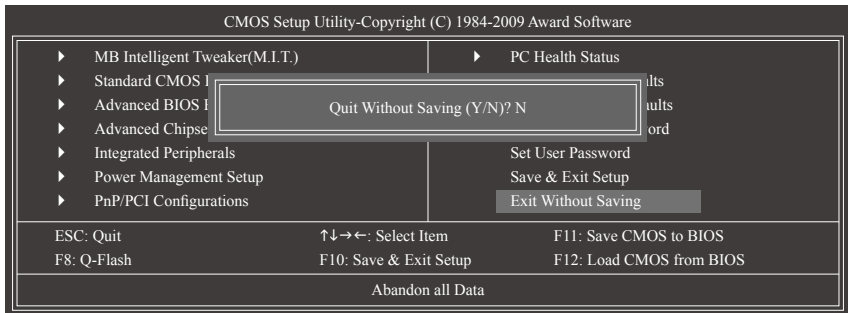 CMOS Setup Utility-Copyright (C) 1984-2009 Award Software
MB Intelligent Tweaker(M.I.T.)
Standard CMOS
Advanced BIOS
Advanced Chipse
Integrated Peripherals
Power Management Setup
PnP/PCI Configurations
PC Health Status
Set User Password
Save & Exit Setup
Exit Without Saving
Quit Without Saving (Y/N)? N
ESC: Quit
↑↓→←: Select Item
F11: Save CMOS to BIOS
F8: Q-Flash
F10: Save & Exit Setup
F12: Load CMOS from BIOS
Abandon all Data